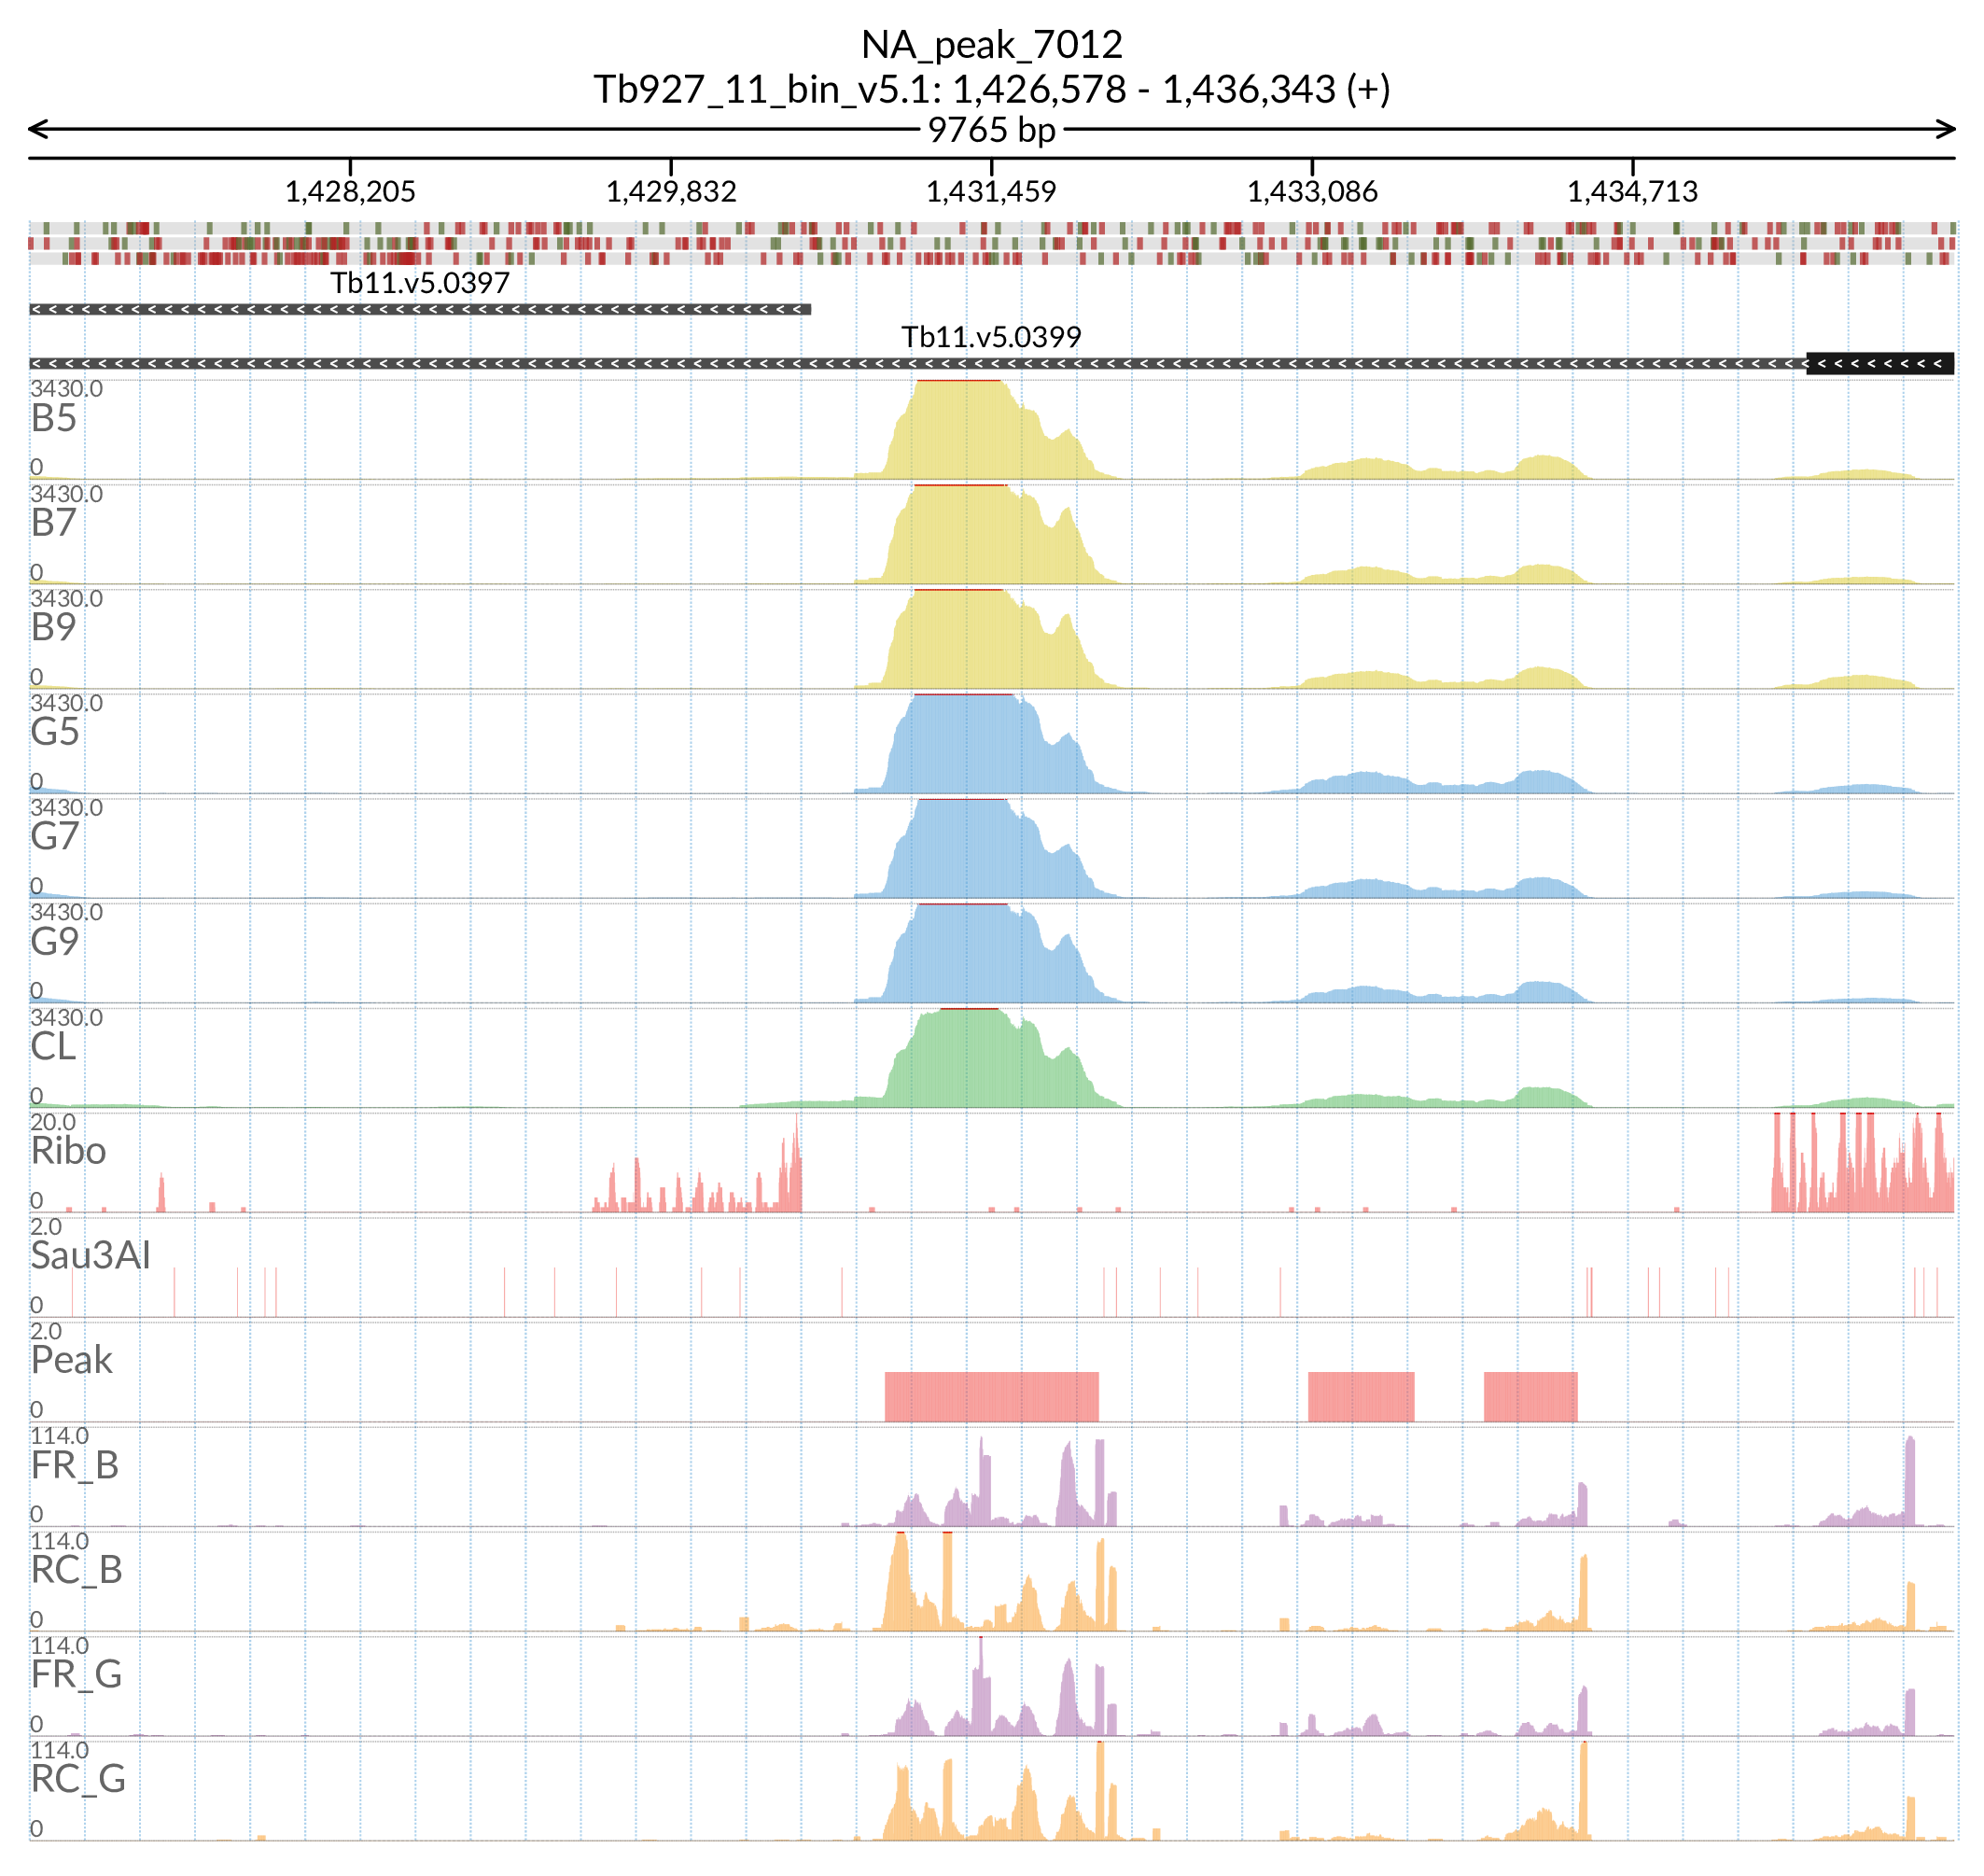 NA_peak_7012
Tb927_11_bin_v5.1: 1,426,578 - 1,436,343 (+)
9765 bp
1,428,205 1,429,832 1,431,459 1,433,086 1,434,713
Tb11.v5.0397
Tb11.v5.0399
3430.0
B5
0
3430.0
B7
0
3430.0
B9
0
3430.0
G5
0
3430.0
G7
0
3430.0
G9
0
3430.0
CL
0
20.0
Ribo
0
2.0
Sau3AI
0
2.0
Peak
0
114.0
FR_B
0
114.0
RC_B
0
114.0
FR_G
0
114.0
RC_G
0